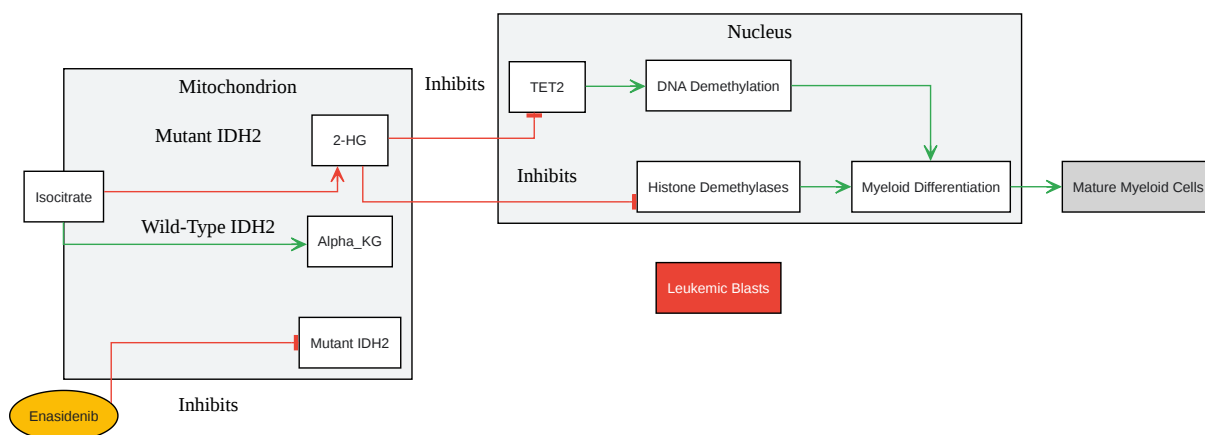 Nucleus
Mitochondrion
Inhibits
TET2
DNA Demethylation
Mutant IDH2
2-HG
Inhibits
Isocitrate
Histone Demethylases
Myeloid Differentiation
Mature Myeloid Cells
Wild-Type IDH2
Alpha_KG
Leukemic Blasts
Mutant IDH2
Inhibits
Enasidenib